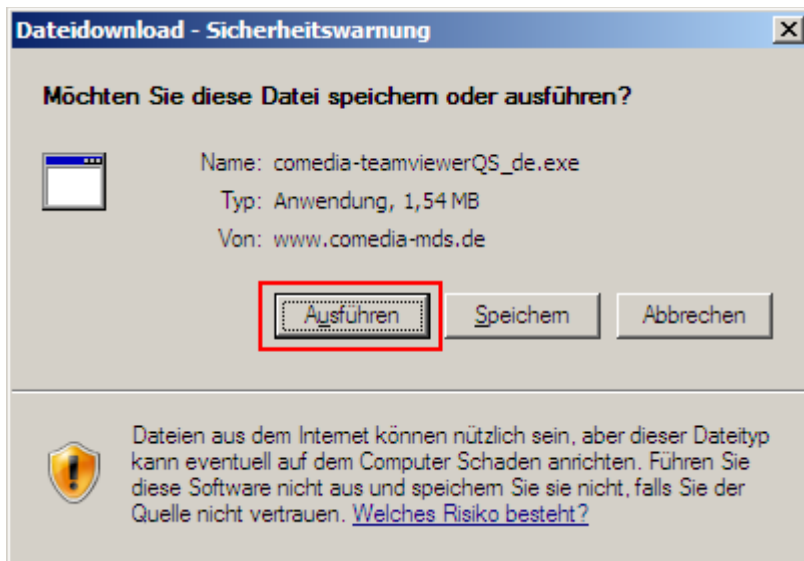 Dateidownload - Sicherheitswarnung
Möchten Sie diese Datei speichern oder ausführen?
Name: comedia-teamviewerQS_de.exe
Typ: Anwendung, 1,54 MB
Von: www.comedia-mds.de
Ausführen Speichern Abbrechen
Dateien aus dem Internet können nützlich sein, aber dieser Dateityp
kann eventuell auf dem Computer Schaden anrichten. Führen Sie
diese Software nicht aus und speichern Sie sie nicht, falls Sie der
Quelle nicht vertrauen. Welches Risiko besteht?